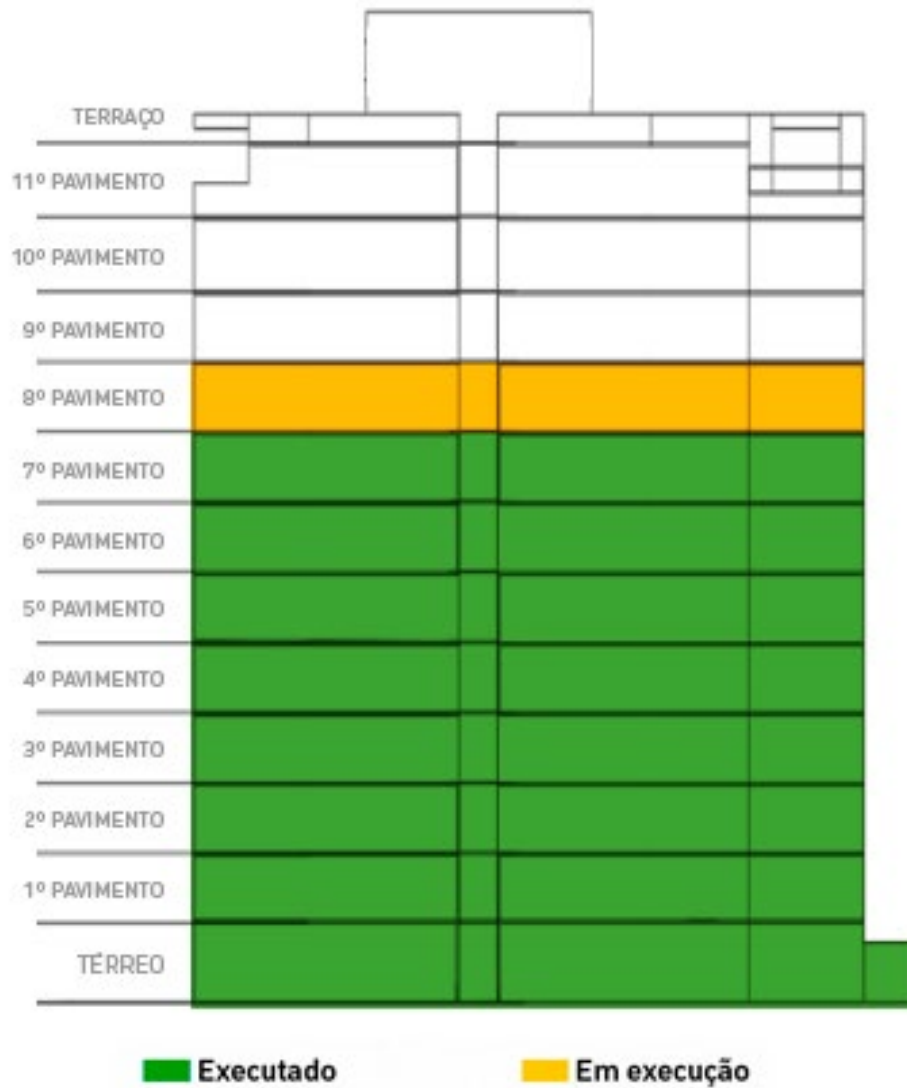 TERRAÇO
11º PAVIMENTO
10º PAVIMENTO
9º PAVIMENTO
8º PAVIMENTO
7º PAVIMENTO
6º PAVIMENTO
5º PAVIMENTO
4º PAVIMENTO
3º PAVIMENTO
2º PAVIMENTO
1º PAVIMENTO
TÉRREO
Executado
Em execução